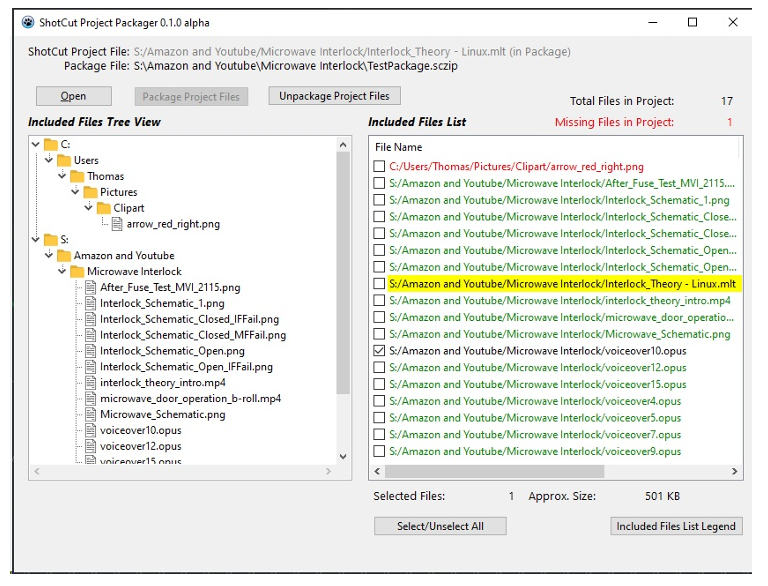 ShotCut Project Packager 0.1.0 alpha
ShotCut Project File: S:/Amazon and Youtube/Microwave Interlock/Interlock_Theory - Linux.mlt (in Package)
Package File: S:\Amazon and Youtube\Microwave Interlock\TestPackage.sczip
Open
Package Project Files
Unpackage Project Files
Total Files in Project: 17
Missing Files in Project: 1
Included Files Tree View
C:
Users
Thomas
Pictures
Clipart
arrow_red_right.png
S:
Amazon and Youtube
Microwave Interlock
After_Fuse_Test_MVI_2115.png
Interlock_Schematic_1.png
Interlock_Schematic_Closed_IFFail.png
Interlock_Schematic_Closed_MFFail.png
Interlock_Schematic_Open.png
Interlock_Schematic_Open_IFFail.png
interlock_theory_intro.mp4
microwave_door_operation_b-roll.mp4
Microwave_Schematic.png
voiceover10.opus
voiceover12.opus
voiceover15.opus
Included Files List
File Name
C:/Users/Thomas/Pictures/Clipart/arrow_red_right.png
S:/Amazon and Youtube/Microwave Interlock/After_Fuse_Test_MVI_2115....
S:/Amazon and Youtube/Microwave Interlock/Interlock_Schematic_1.png
S:/Amazon and Youtube/Microwave Interlock/Interlock_Schematic_Close...
S:/Amazon and Youtube/Microwave Interlock/Interlock_Schematic_Close...
S:/Amazon and Youtube/Microwave Interlock/Interlock_Schematic_Open...
S:/Amazon and Youtube/Microwave Interlock/Interlock_Schematic_Open...
S:/Amazon and Youtube/Microwave Interlock/Interlock_Theory - Linux.mlt
S:/Amazon and Youtube/Microwave Interlock/interlock_theory_intro.mp4
S:/Amazon and Youtube/Microwave Interlock/microwave_door_operatio...
S:/Amazon and Youtube/Microwave Interlock/Microwave_Schematic.png
S:/Amazon and Youtube/Microwave Interlock/voiceover10.opus
S:/Amazon and Youtube/Microwave Interlock/voiceover12.opus
S:/Amazon and Youtube/Microwave Interlock/voiceover15.opus
S:/Amazon and Youtube/Microwave Interlock/voiceover4.opus
S:/Amazon and Youtube/Microwave Interlock/voiceover5.opus
S:/Amazon and Youtube/Microwave Interlock/voiceover7.opus
S:/Amazon and Youtube/Microwave Interlock/voiceover9.opus
Selected Files: 1 Approx. Size: 501 KB
Select/Unselect All
Included Files List Legend